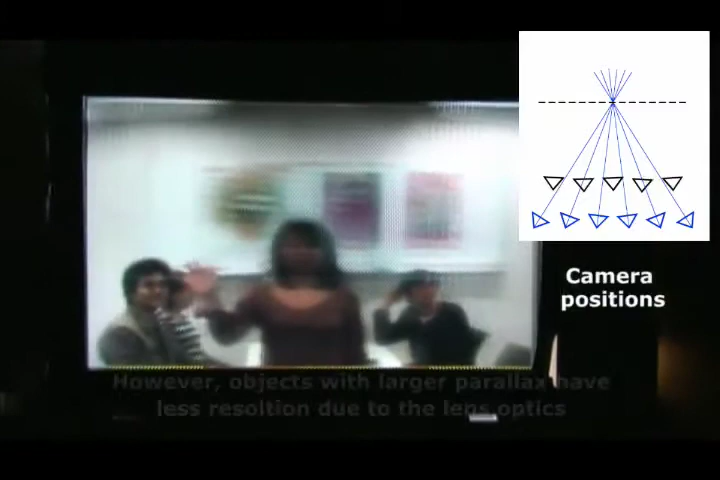 Camera
positions
However, objects with larger parallax have
less resoltion due to the lens optics